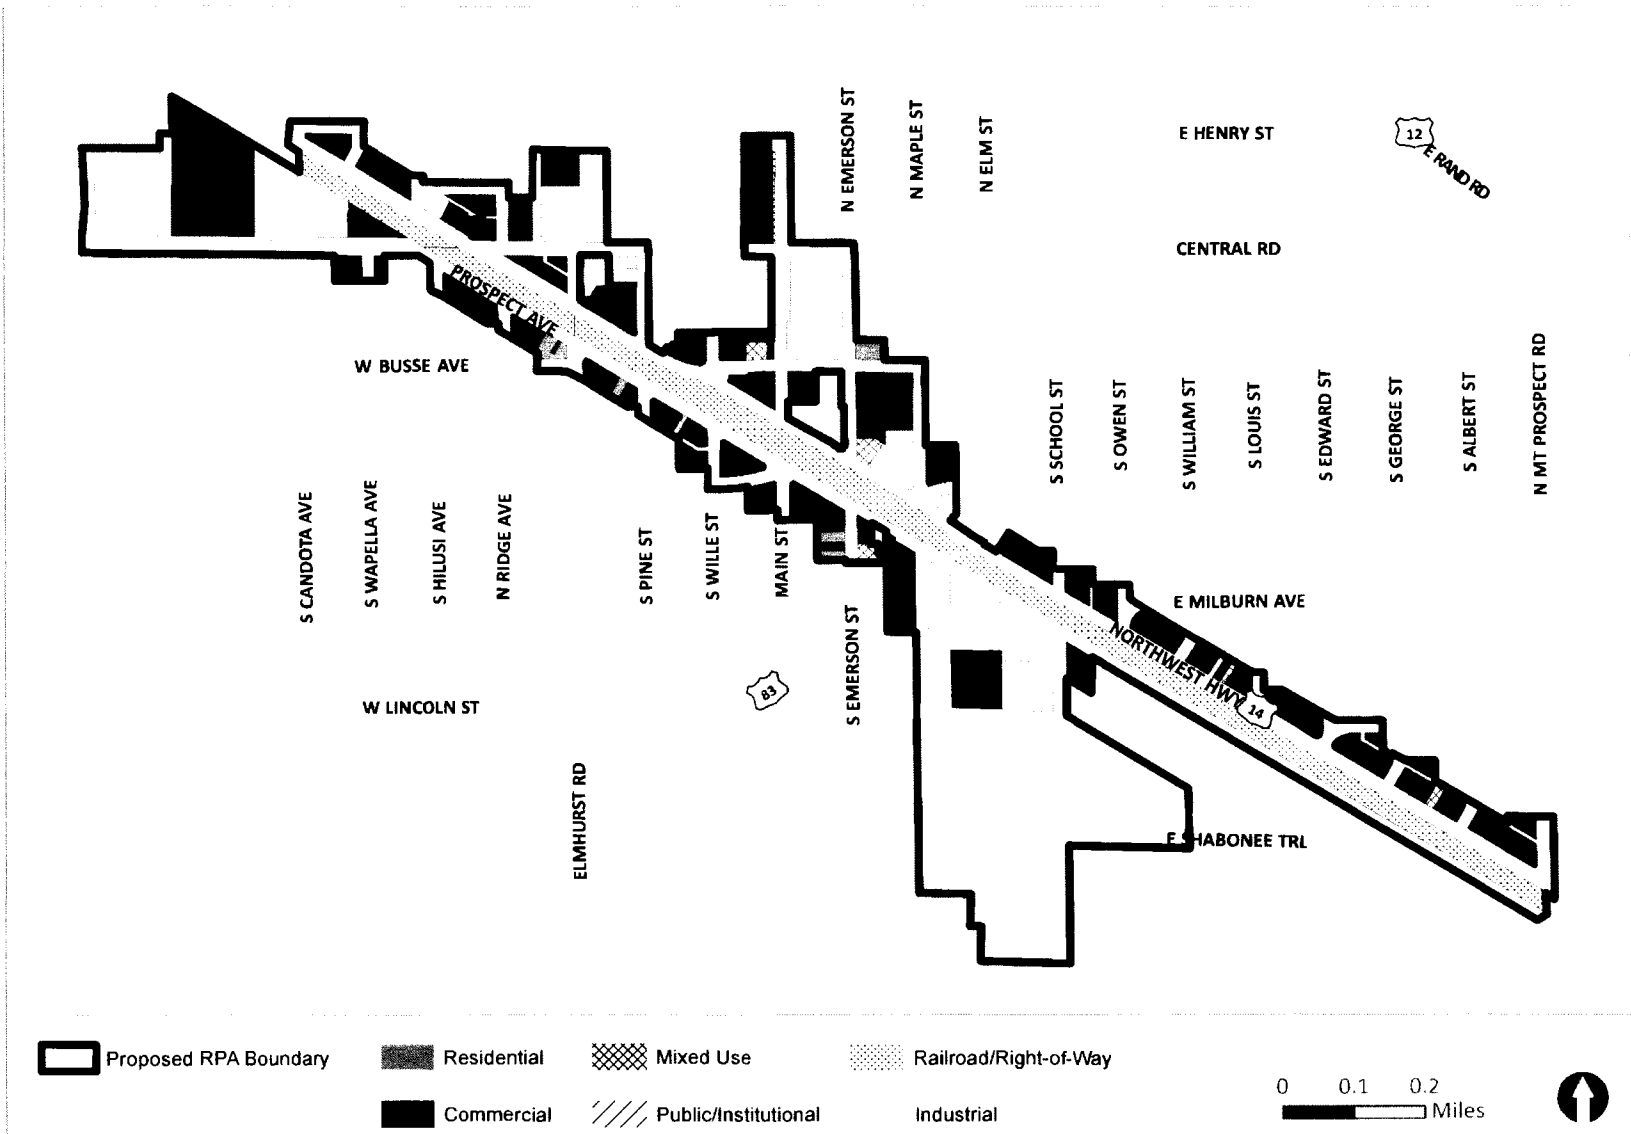 N EMERSON ST
N MAPLE ST
N ELM ST
E HENRY ST
12
E RAND RD
CENTRAL RD
PROSPECT AVE
W BUSSE AVE
S SCHOOL ST
S OWEN ST
S WILLIAM ST
S LOUIS ST
S EDWARD ST
S GEORGE ST
S ALBERT ST
N MT PROSPECT RD
S CANDOTA AVE
S WAPELLA AVE
S HILUSI AVE
N RIDGE AVE
S PINE ST
S WILLE ST
MAIN ST
E MILBURN AVE
NORTHWEST HWY
14
S EMERSON ST
83
W LINCOLN ST
ELMHURST RD
E SHABONEE TRL
Proposed RPA Boundary
Residential
Mixed Use
Railroad/Right-of-Way
Commercial
Public/Institutional
Industrial
0 0.1 0.2
Miles